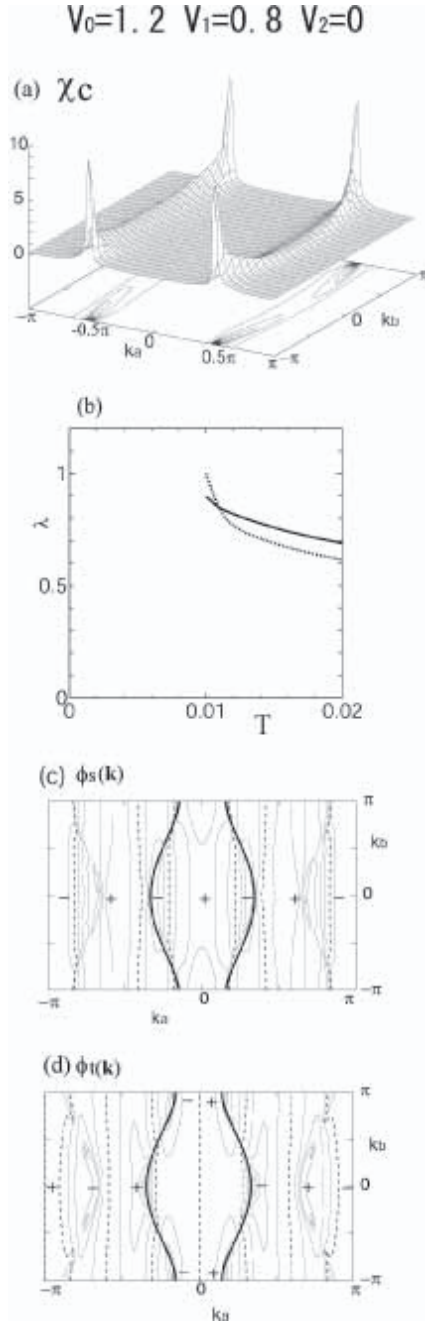 V₀=1.2 V₁=0.8 V₂=0
(a) χc
10
5
0
-π -0.5π 0 0.5π π
ka
-π 0 π
kb
(b)
1
λ
0.5
0
0 0.01 T 0.02
(c) ϕs(k)
π
kb
− + − + − + −
0
-π 0 π
-π
ka
(d) ϕt(k)
π
− +
kb
+ − + − + −
0
− +
-π
-π 0 π
ka